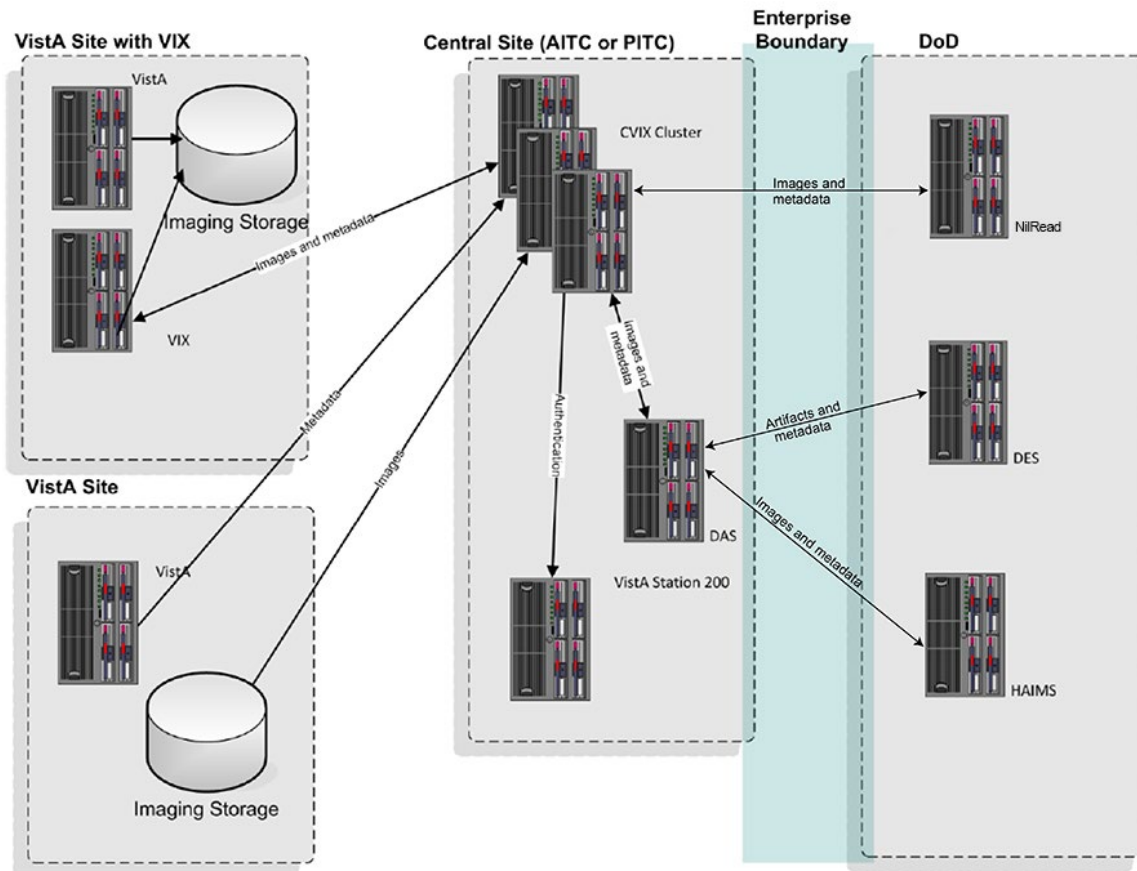 Enterprise
Boundary
VistA Site with VIX
Central Site (AITC or PITC)
DoD
VistA
Imaging Storage
VIX
Images and metadata
CVIX Cluster
Images and
metadata
NilRead
Images and
metadata
Authentication
Metadata
Images
Artifacts and
metadata
DES
DAS
Images and metadata
VistA Station 200
HAIMS
VistA Site
VistA
Imaging Storage